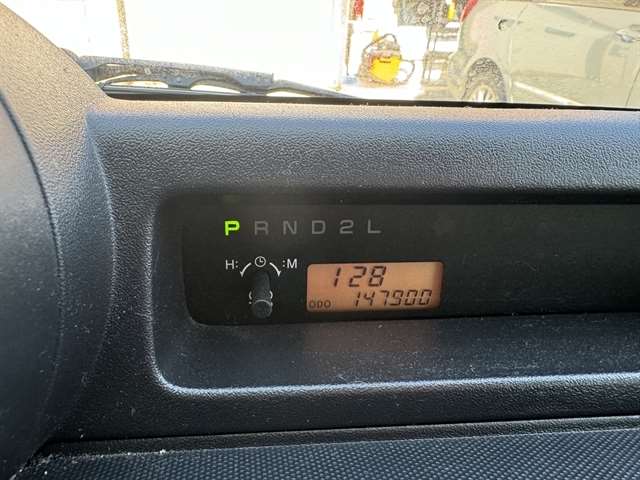 P R N D 2 L
H: :M
128
ODO 147900